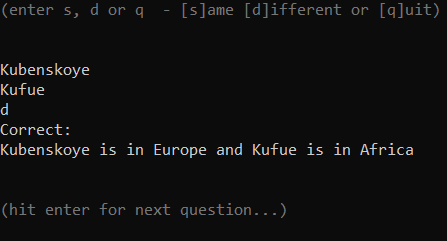 (enter s, d or q  - [s]ame [d]ifferent or [q]uit)
Kubenskoye
Kufue
d
Correct:
Kubenskoye is in Europe and Kufue is in Africa
(hit enter for next question...)